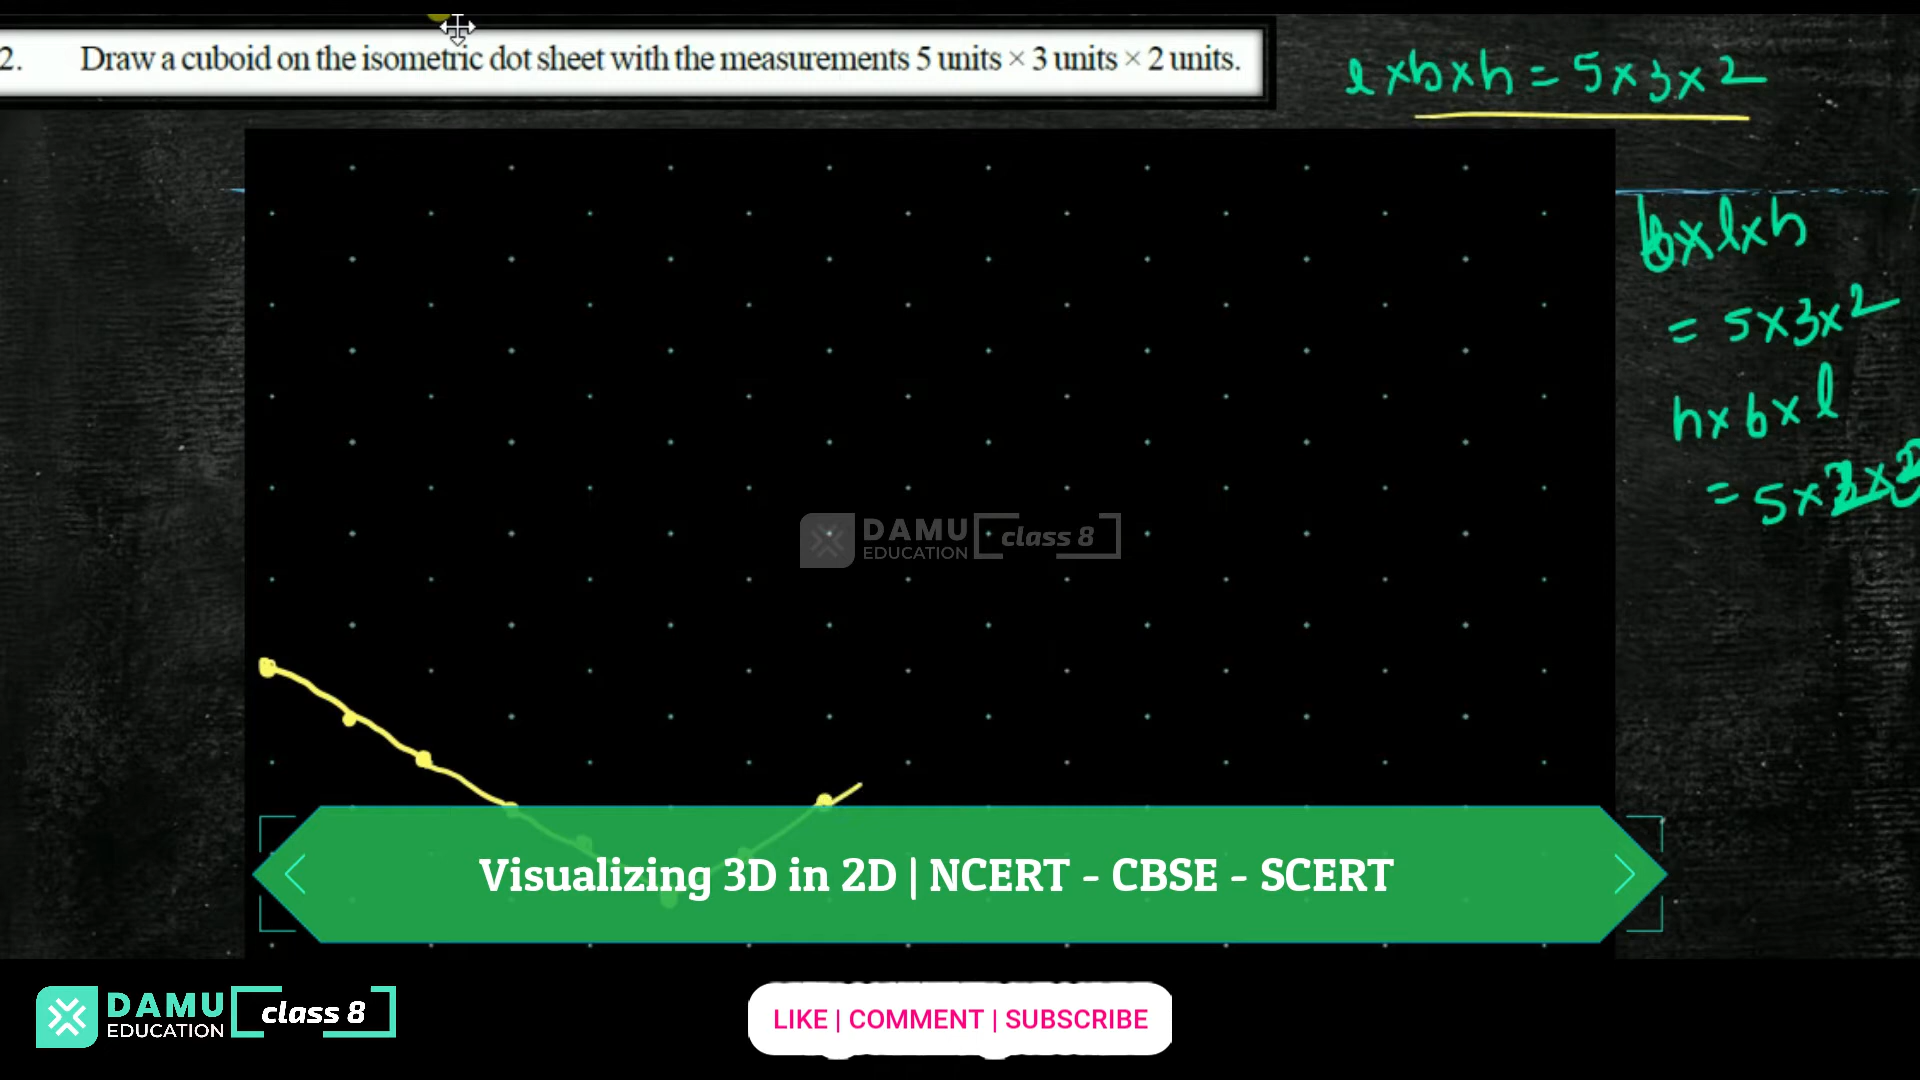 2. Draw a cuboid on the isometric dot sheet with the measurements 5 units × 3 units × 2 units.
l×b×h = 5×3×2
b×l×h
= 5×3×2
h×b×l
= 5×
DAMU EDUCATION class 8
Visualizing 3D in 2D | NCERT - CBSE - SCERT
DAMU EDUCATION class 8
LIKE | COMMENT | SUBSCRIBE